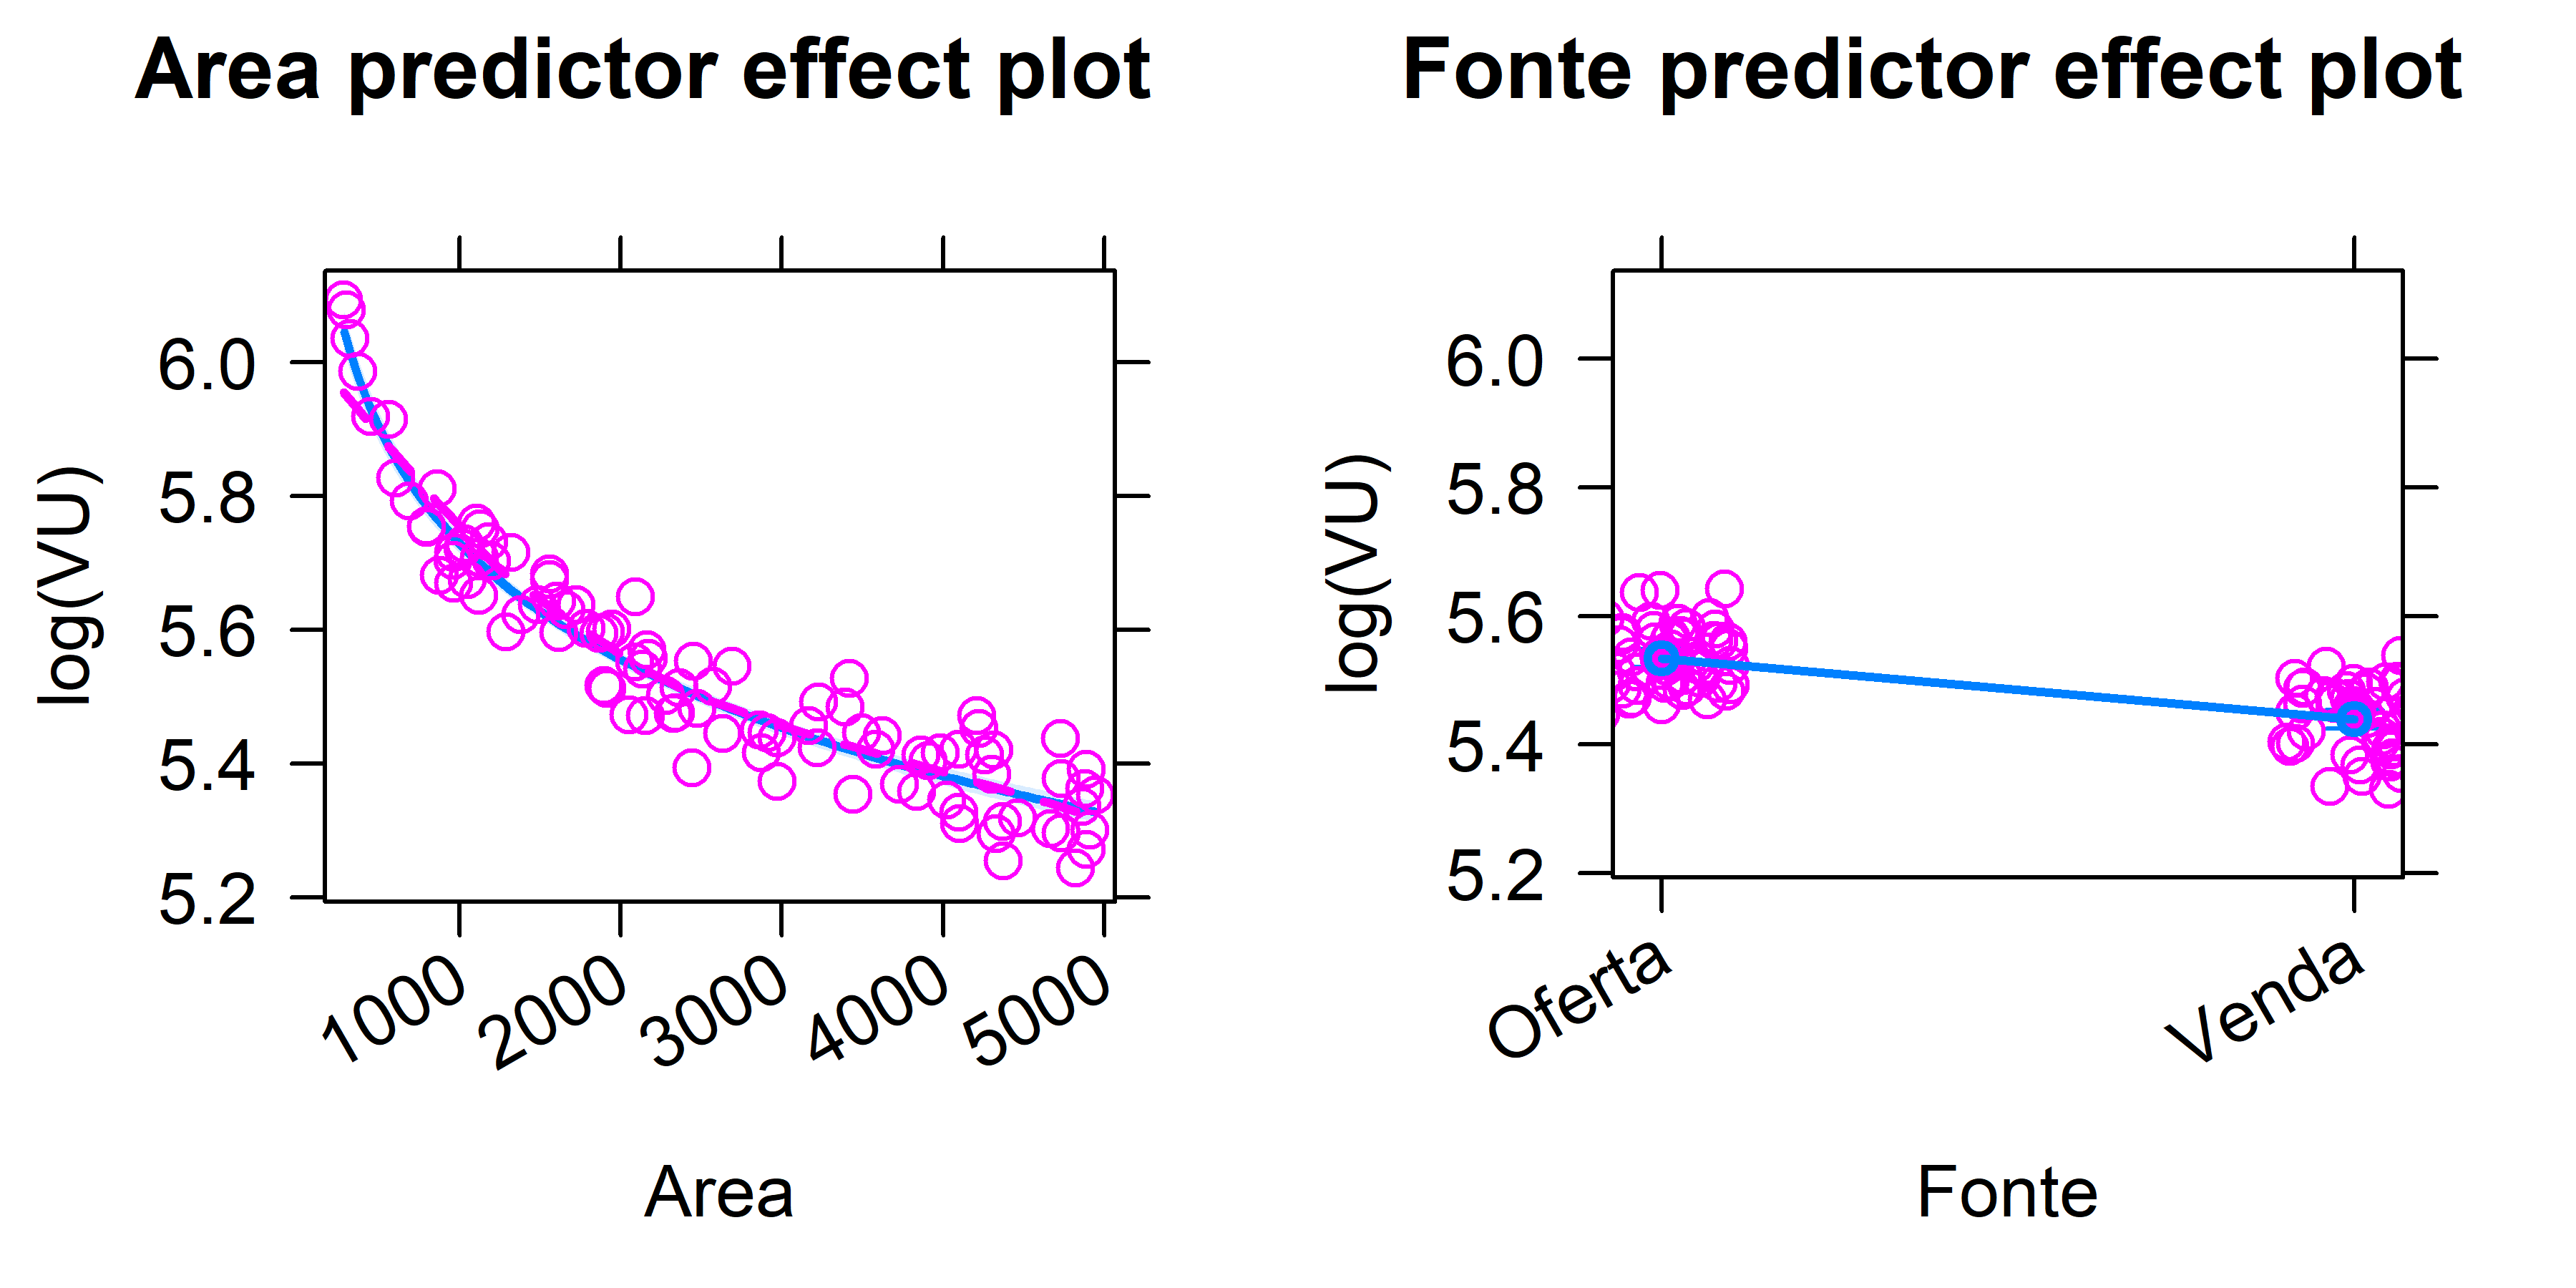 Area predictor effect plot
log(VU)
6.0
5.8
5.6
5.4
5.2
1000 2000 3000 4000 5000
Area
Fonte predictor effect plot
log(VU)
6.0
5.8
5.6
5.4
5.2
Oferta Venda
Fonte